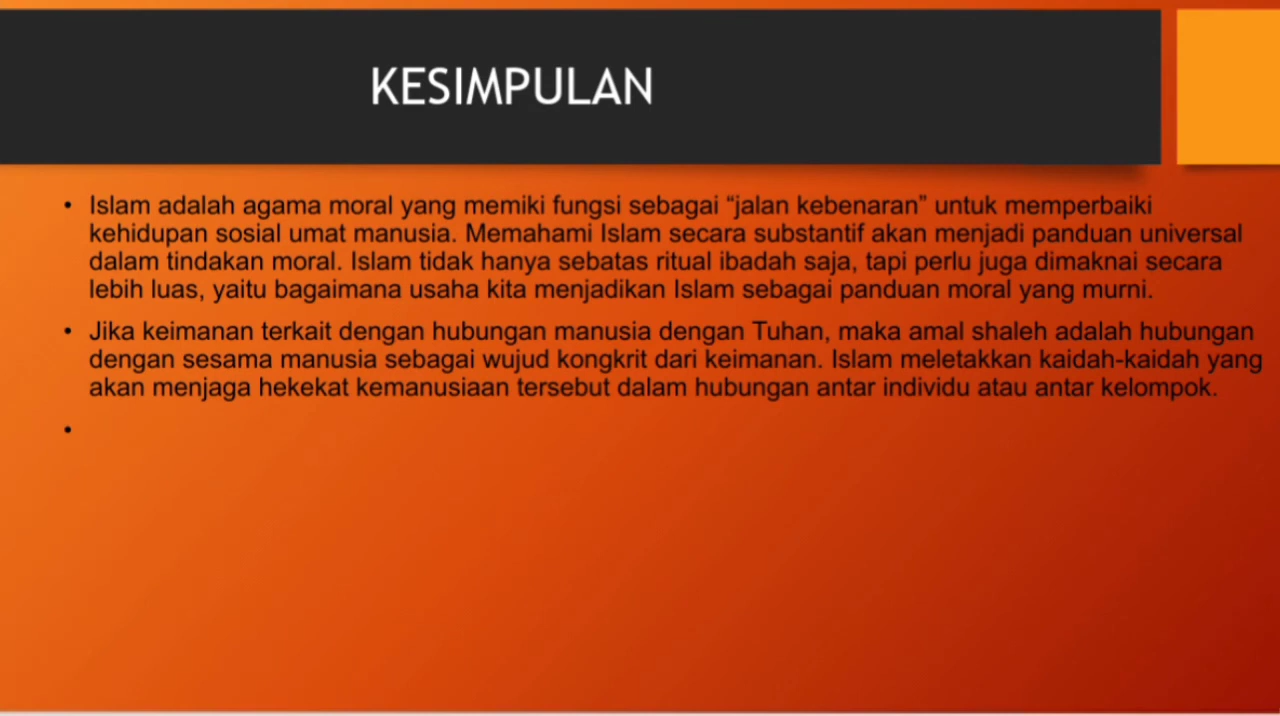 KESIMPULAN
• Islam adalah agama moral yang memiki fungsi sebagai “jalan kebenaran” untuk memperbaiki
kehidupan sosial umat manusia. Memahami Islam secara substantif akan menjadi panduan universal
dalam tindakan moral. Islam tidak hanya sebatas ritual ibadah saja, tapi perlu juga dimaknai secara
lebih luas, yaitu bagaimana usaha kita menjadikan Islam sebagai panduan moral yang murni.
• Jika keimanan terkait dengan hubungan manusia dengan Tuhan, maka amal shaleh adalah hubungan
dengan sesama manusia sebagai wujud kongkrit dari keimanan. Islam meletakkan kaidah-kaidah yang
akan menjaga hekekat kemanusiaan tersebut dalam hubungan antar individu atau antar kelompok.
•